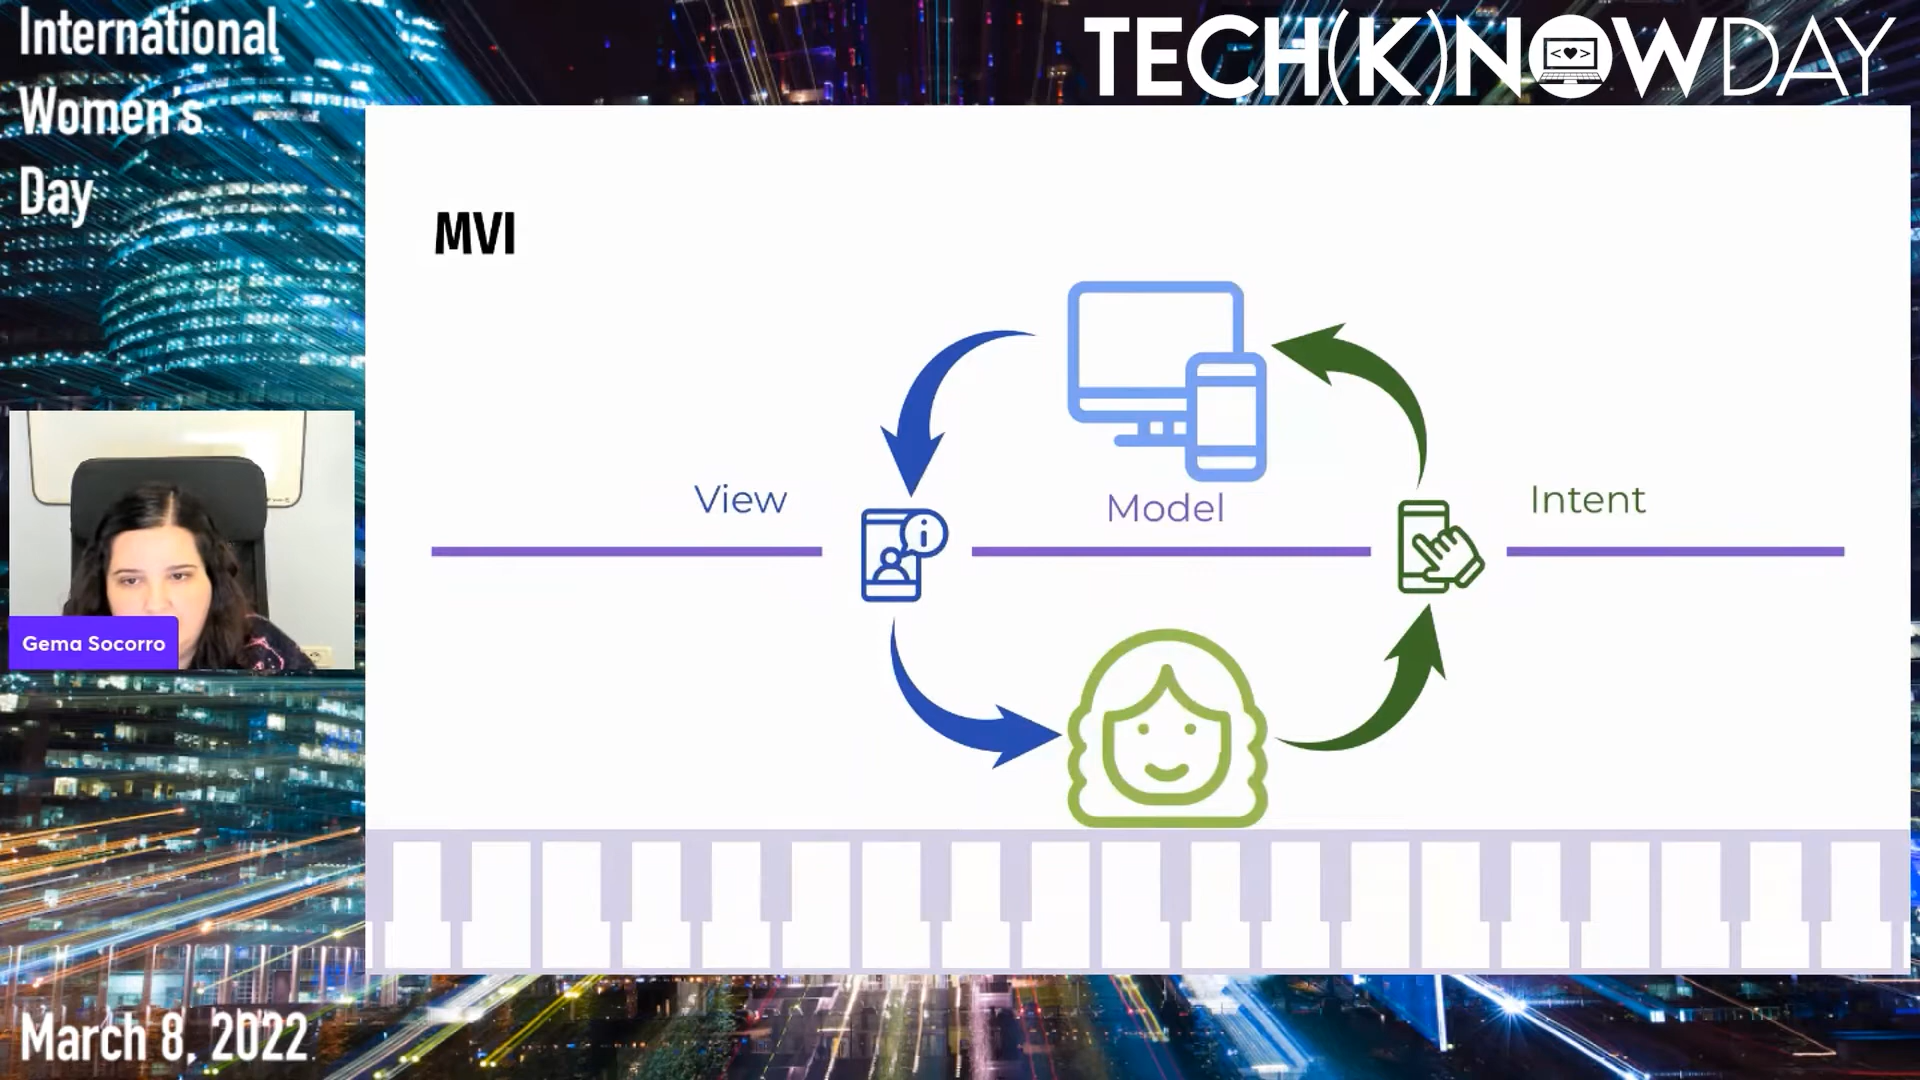 International
Women's
Day
TECH(K)NOWDAY
MVI
View
Model
Intent
Gema Socorro
March 8, 2022